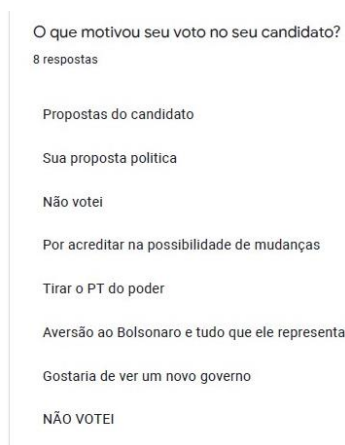 O que motivou seu voto no seu candidato?
8 respostas
Propostas do candidato
Sua proposta politica
Não votei
Por acreditar na possibilidade de mudanças
Tirar o PT do poder
Aversão ao Bolsonaro e tudo que ele representa
Gostaria de ver um novo governo
NÃO VOTEI